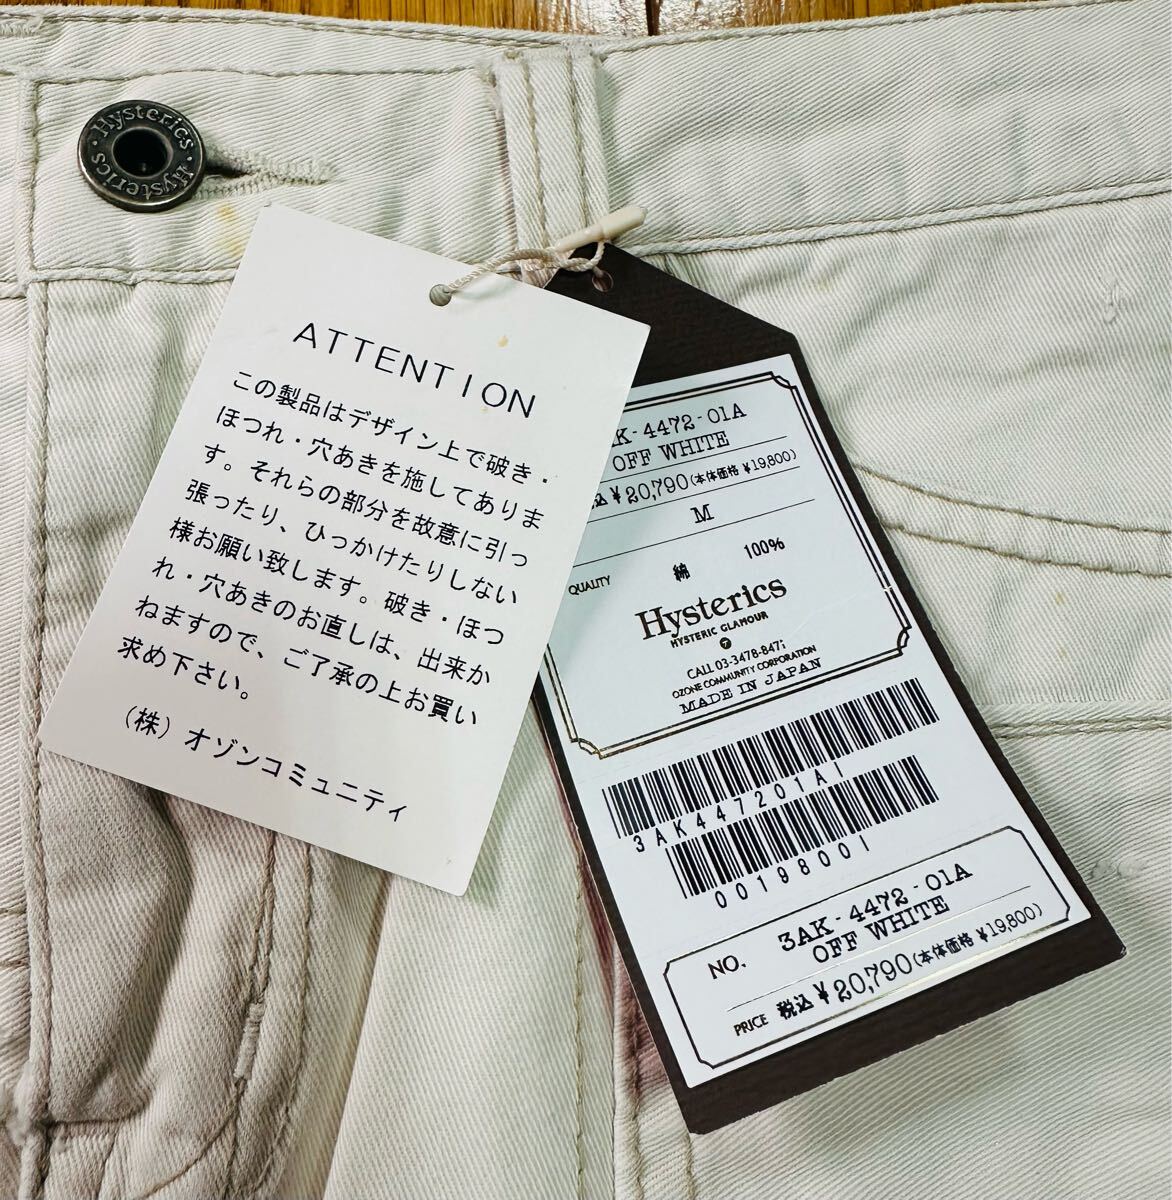 Hysterics · Hysterics ·
ATTENTION
この製品はデザイン上で破き・
ほつれ・穴あきを施してありま
す。それらの部分を故意に引っ
張ったり、ひっかけたりしない
様お願い致します。破き・ほつ
れ・穴あきのお直しは、出来か
ねますので、ご了承の上お買い
求め下さい。
(株) オゾンコミュニティ
AK-4472-01A
OFF WHITE
込 ¥20,790(本体価格 ¥19,800)
M
QUALITY 綿 100%
Hysterics
HYSTERIC GLAMOUR
CALL 03-3478-847
OZONE COMMUNITY CORPORATION
MADE IN JAPAN
3AK447201A1
00198001
NO. 3AK-4472-01A
OFF WHITE
PRICE 税込 ¥20,790(本体価格 ¥19,800)